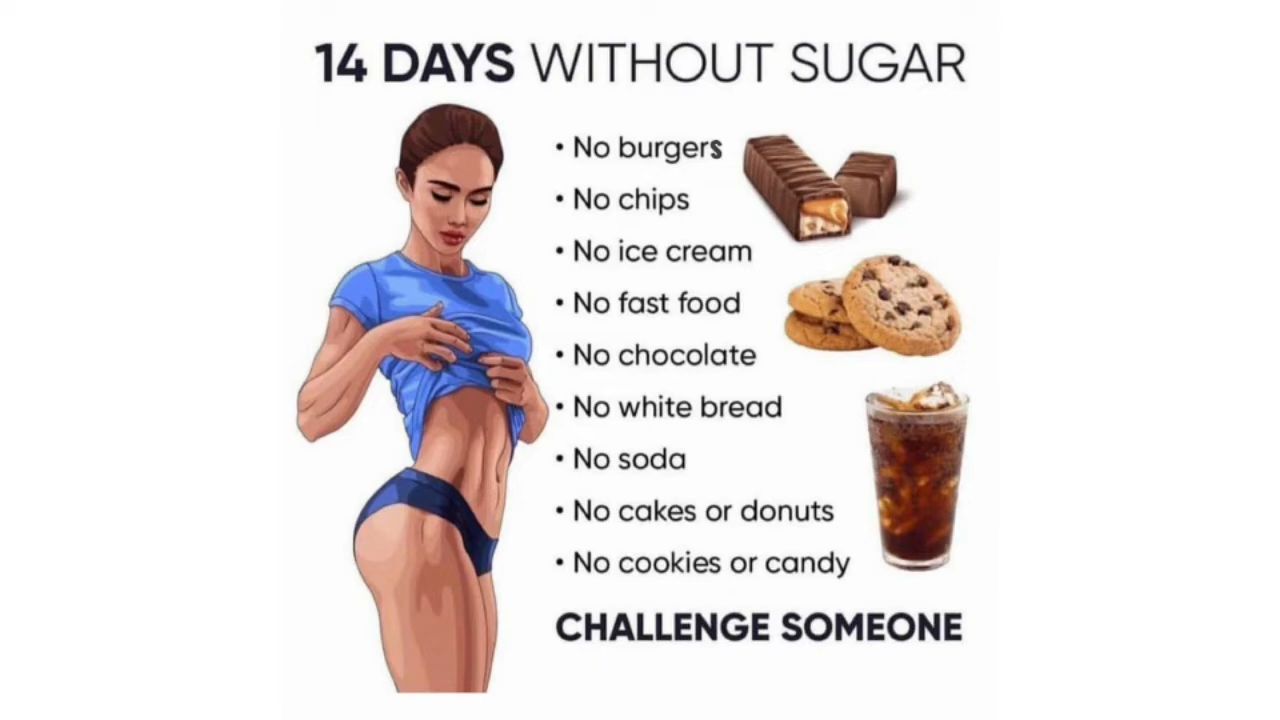 14 DAYS WITHOUT SUGAR
• No burgers
• No chips
• No ice cream
• No fast food
• No chocolate
• No white bread
• No soda
• No cakes or donuts
• No cookies or candy
CHALLENGE SOMEONE